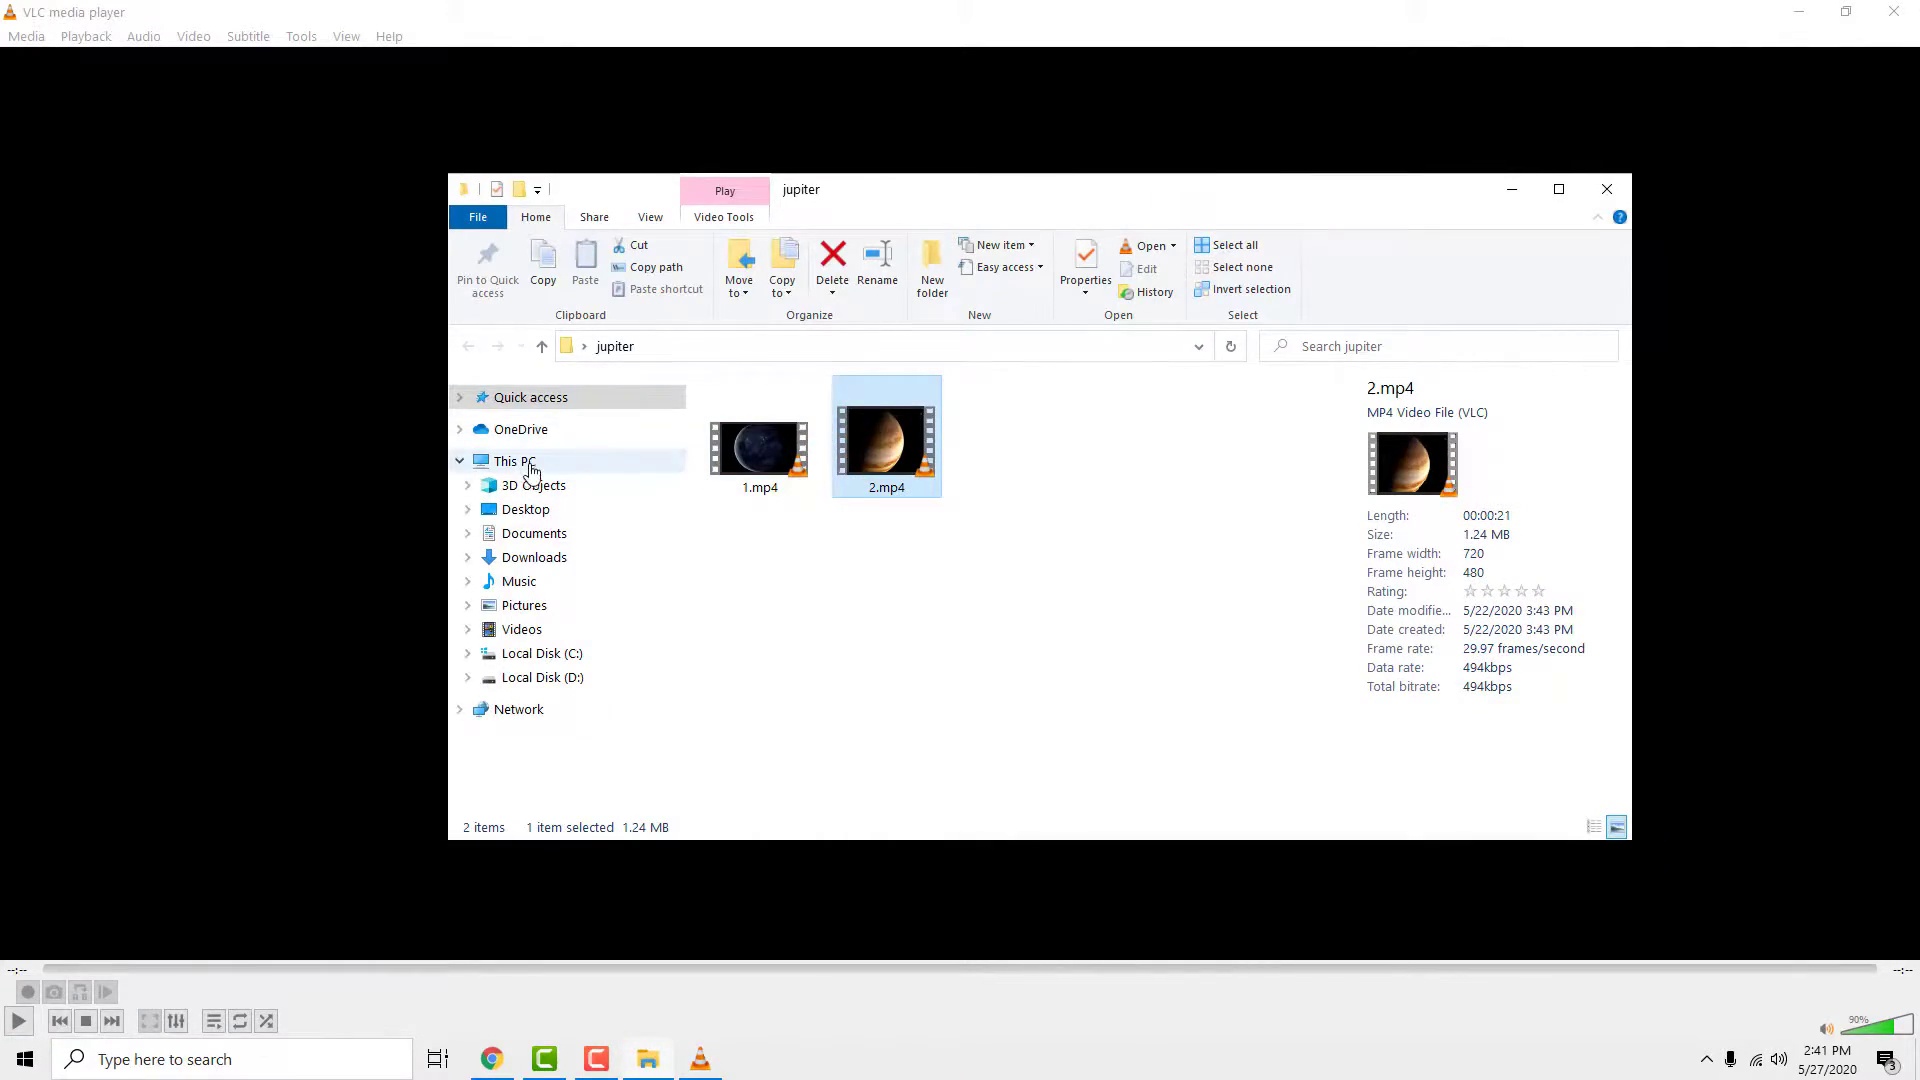 VLC media player
Media Playback Audio Video Subtitle Tools View Help
Play jupiter
File Home Share View Video Tools
Pin to Quick access
Copy
Paste
Cut
Copy path
Paste shortcut
Clipboard
Move to
Copy to
Delete
Rename
Organize
New folder
New item
Easy access
New
Properties
Open
Edit
History
Open
Select all
Select none
Invert selection
Select
jupiter
Search jupiter
Quick access
OneDrive
This PC
3D Objects
Desktop
Documents
Downloads
Music
Pictures
Videos
Local Disk (C:)
Local Disk (D:)
Network
1.mp4
2.mp4
2.mp4
MP4 Video File (VLC)
Length: 00:00:21
Size: 1.24 MB
Frame width: 720
Frame height: 480
Rating:
Date modifie... 5/22/2020 3:43 PM
Date created: 5/22/2020 3:43 PM
Frame rate: 29.97 frames/second
Data rate: 494kbps
Total bitrate: 494kbps
2 items 1 item selected 1.24 MB
--:-- --:--
90%
Type here to search
2:41 PM
5/27/2020
3